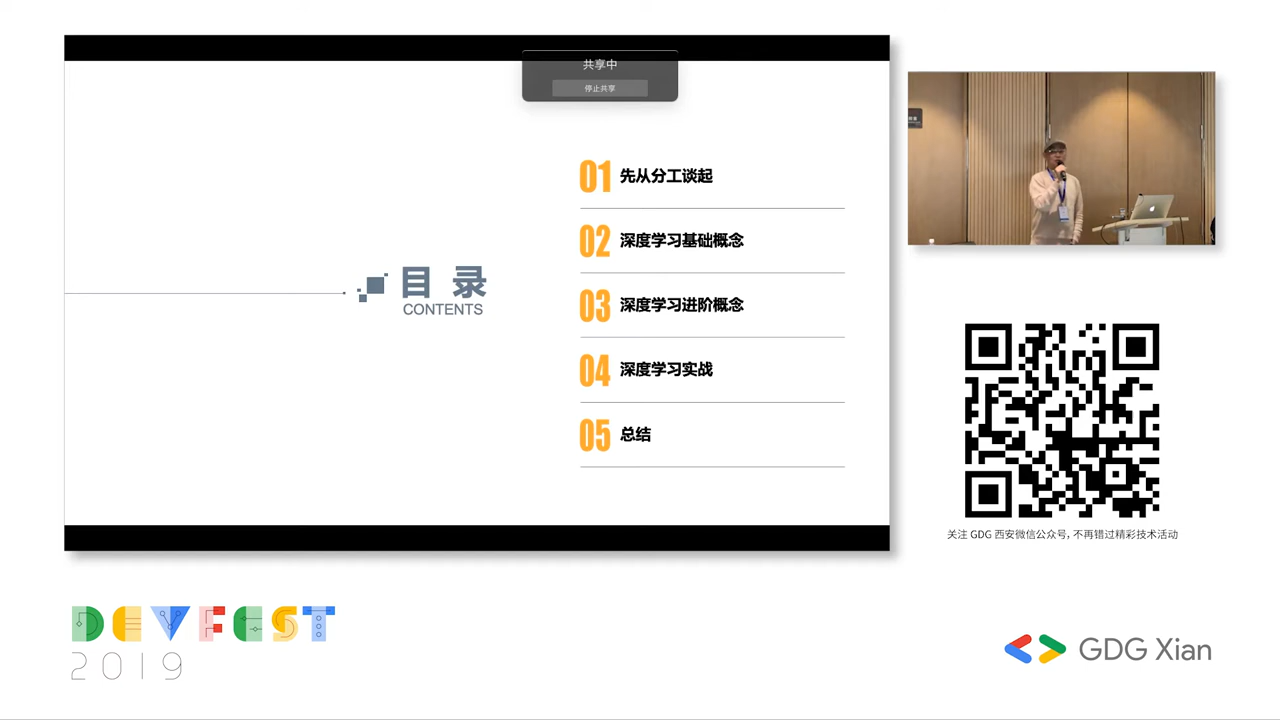 共享中
停止共享
目 录
CONTENTS
01 先从分工谈起
02 深度学习基础概念
03 深度学习进阶概念
04 深度学习实战
05 总结
关注 GDG 西安微信公众号, 不再错过精彩技术活动
DEVFEST
2019
GDG Xian